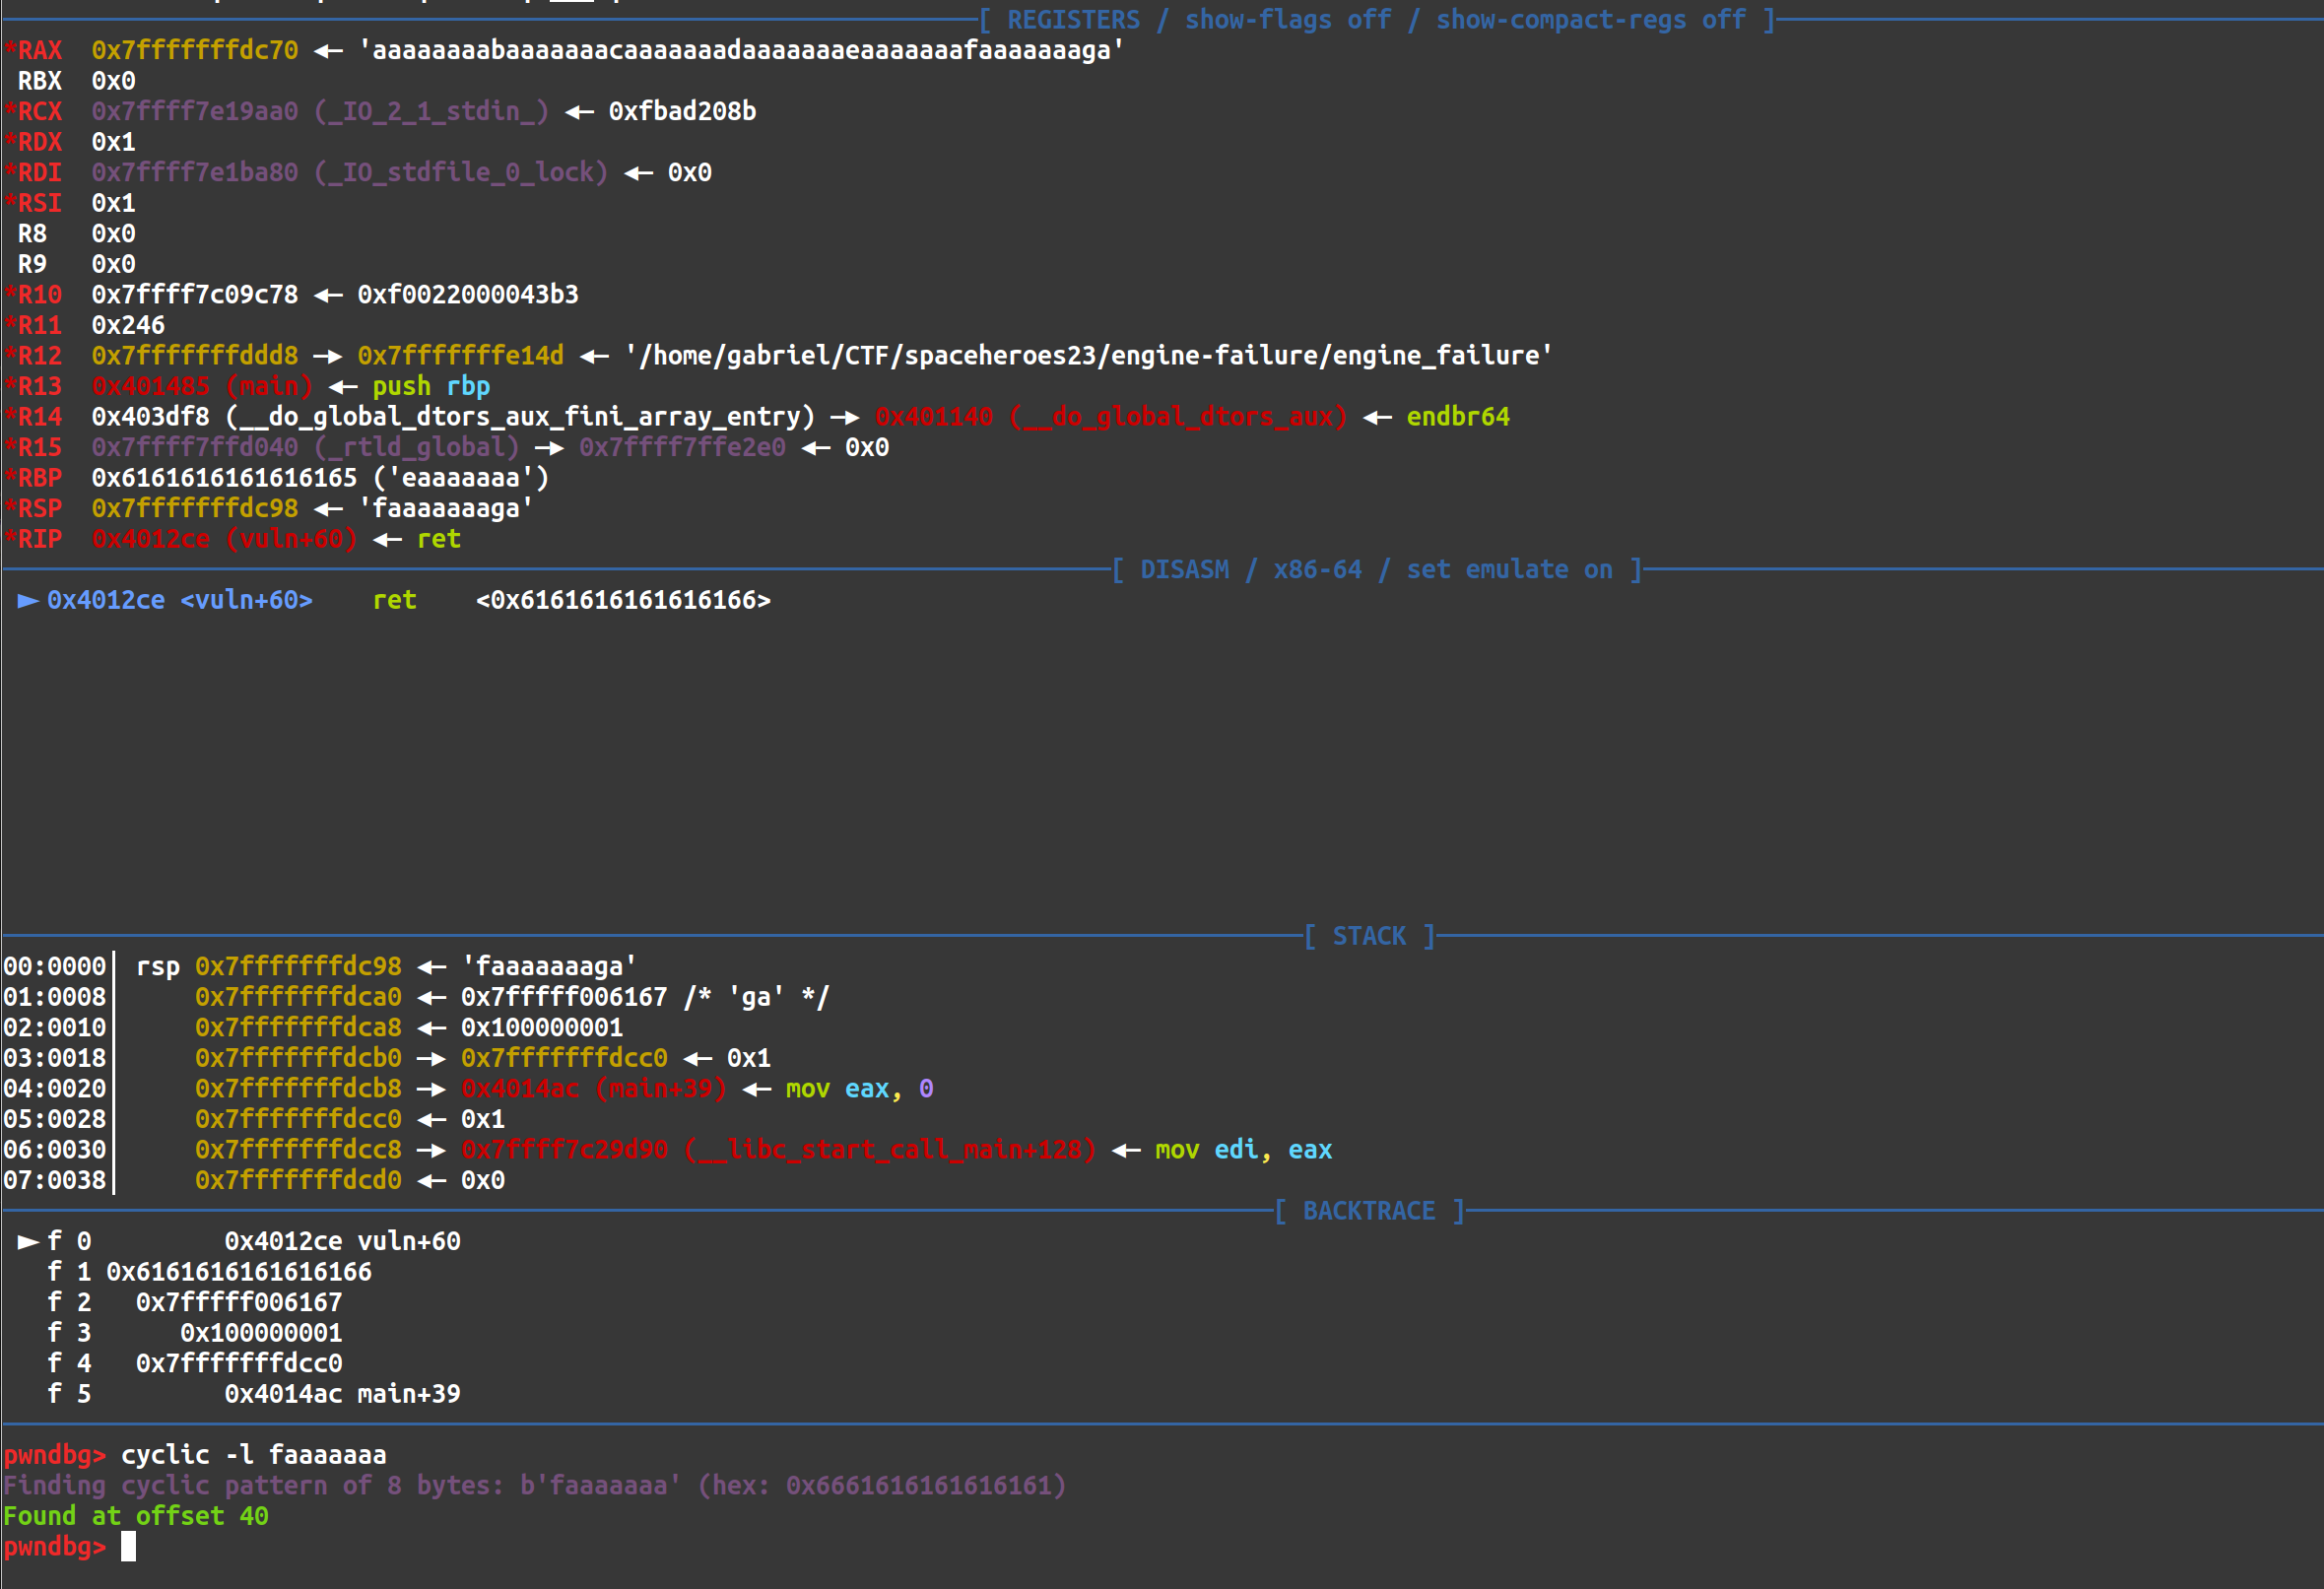 [ REGISTERS / show-flags off / show-compact-regs off ]
*RAX  0x7fffffffdc70 ◂— 'aaaaaaaabaaaaaaacaaaaaaadaaaaaaaeaaaaaaafaaaaaaaga'
 RBX  0x0
*RCX  0x7ffff7e19aa0 (_IO_2_1_stdin_) ◂— 0xfbad208b
*RDX  0x1
*RDI  0x7ffff7e1ba80 (_IO_stdfile_0_lock) ◂— 0x0
*RSI  0x1
 R8   0x0
 R9   0x0
*R10  0x7ffff7c09c78 ◂— 0xf0022000043b3
*R11  0x246
*R12  0x7fffffffddd8 —▸ 0x7fffffffe14d ◂— '/home/gabriel/CTF/spaceheroes23/engine-failure/engine_failure'
*R13  0x401485 (main) ◂— push rbp
*R14  0x403df8 (__do_global_dtors_aux_fini_array_entry) —▸ 0x401140 (__do_global_dtors_aux) ◂— endbr64
*R15  0x7ffff7ffd040 (_rtld_global) —▸ 0x7ffff7ffe2e0 ◂— 0x0
*RBP  0x6161616161616165 ('eaaaaaaa')
*RSP  0x7fffffffdc98 ◂— 'faaaaaaaga'
*RIP  0x4012ce (vuln+60) ◂— ret
[ DISASM / x86-64 / set emulate on ]
 ► 0x4012ce <vuln+60>    ret    <0x6161616161616166>
[ STACK ]
00:0000│ rsp 0x7fffffffdc98 ◂— 'faaaaaaaga'
01:0008│     0x7fffffffdca0 ◂— 0x7fffff006167 /* 'ga' */
02:0010│     0x7fffffffdca8 ◂— 0x100000001
03:0018│     0x7fffffffdcb0 —▸ 0x7fffffffdcc0 ◂— 0x1
04:0020│     0x7fffffffdcb8 —▸ 0x4014ac (main+39) ◂— mov eax, 0
05:0028│     0x7fffffffdcc0 ◂— 0x1
06:0030│     0x7fffffffdcc8 —▸ 0x7ffff7c29d90 (__libc_start_call_main+128) ◂— mov edi, eax
07:0038│     0x7fffffffdcd0 ◂— 0x0
[ BACKTRACE ]
 ► f 0         0x4012ce vuln+60
   f 1 0x6161616161616166
   f 2   0x7fffff006167
   f 3      0x100000001
   f 4   0x7fffffffdcc0
   f 5         0x4014ac main+39
pwndbg> cyclic -l faaaaaaa
Finding cyclic pattern of 8 bytes: b'faaaaaaa' (hex: 0x6661616161616161)
Found at offset 40
pwndbg>